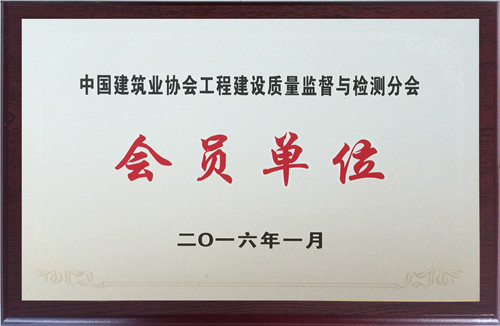 中国建筑业协会工程建设质量监督与检测分会
会员单位
二〇一六年一月